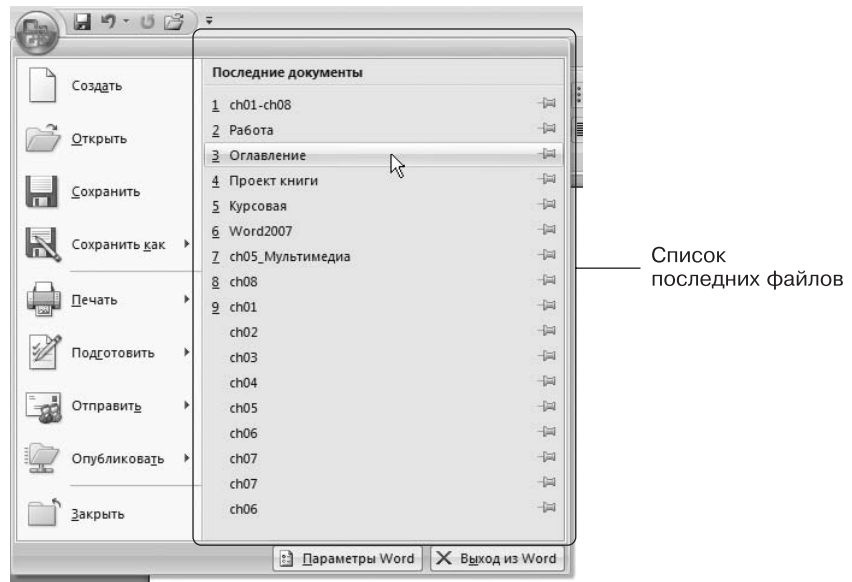 Последние документы
Создать
Открыть
Сохранить
Сохранить как
Печать
Подготовить
Отправить
Опубликовать
Закрыть
1 ch01-ch08
2 Работа
3 Оглавление
4 Проект книги
5 Курсовая
6 Word2007
7 ch05_Мультимедиа
8 ch08
9 ch01
ch02
ch03
ch04
ch05
ch06
ch07
ch07
ch06
Параметры Word
Выход из Word
Список
последних файлов